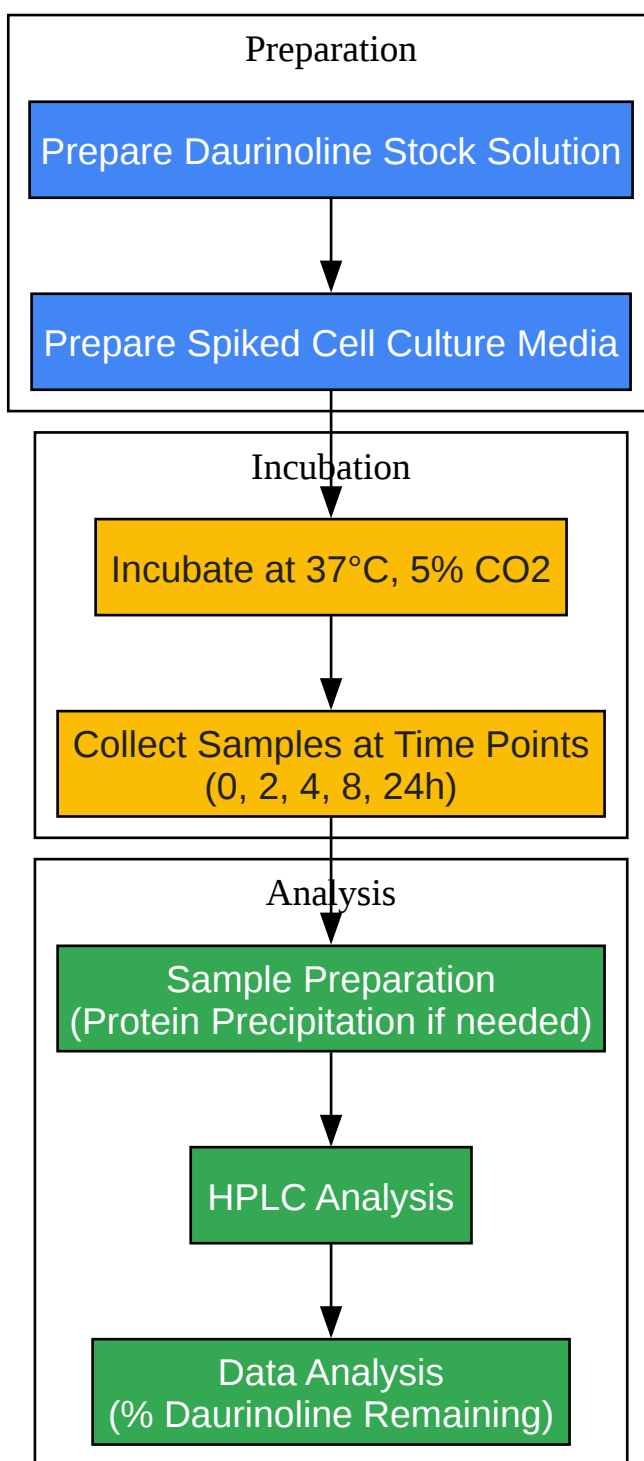 Preparation
Prepare Daurinoline Stock Solution
Prepare Spiked Cell Culture Media
Incubation
Incubate at 37°C, 5% CO2
Collect Samples at Time Points
(0, 2, 4, 8, 24h)
Analysis
Sample Preparation
(Protein Precipitation if needed)
HPLC Analysis
Data Analysis
(% Daurinoline Remaining)